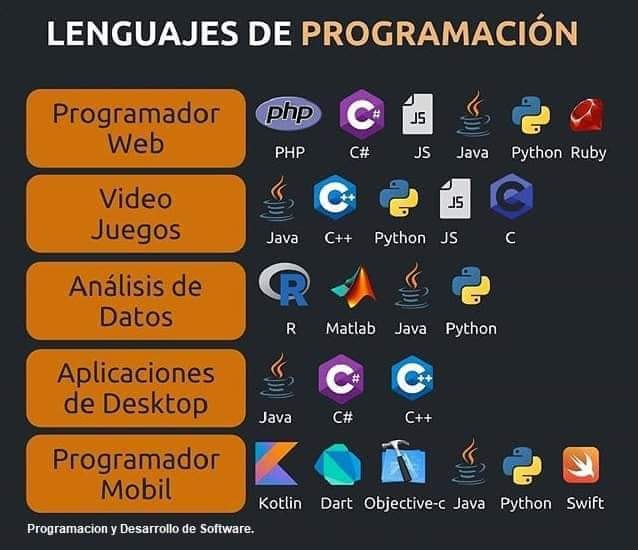 LENGUAJES DE PROGRAMACIÓN
Programador
Web
php
C#
JS
PHP C# JS Java Python Ruby
Video
Juegos
C++
JS
C
Java C++ Python JS C
Análisis de
Datos
R
R Matlab Java Python
Aplicaciones
de Desktop
C#
C++
Java C# C++
Programador
Mobil
Kotlin Dart Objective-c Java Python Swift
Programacion y Desarrollo de Software.